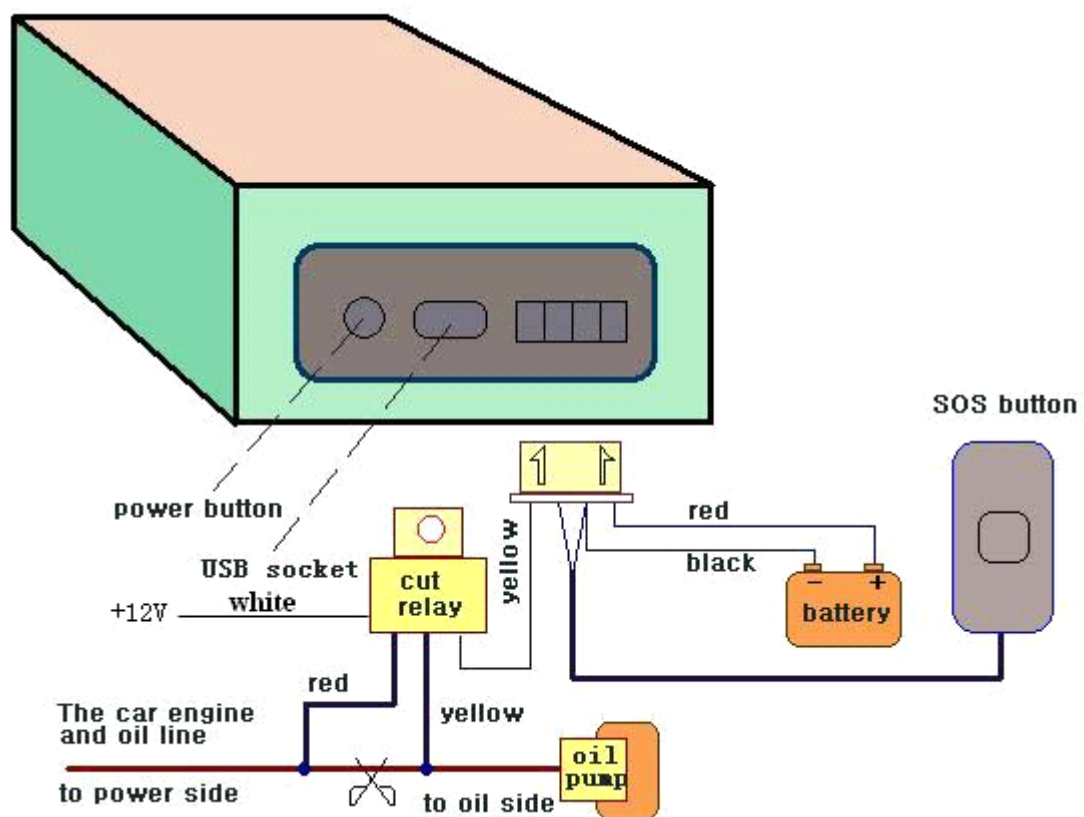 SOS button
power button
USB socket
white
+12V
cut
relay
yellow
red
black
- +
battery
red
yellow
The car engine
and oil line
to power side
to oil side
oil
pump